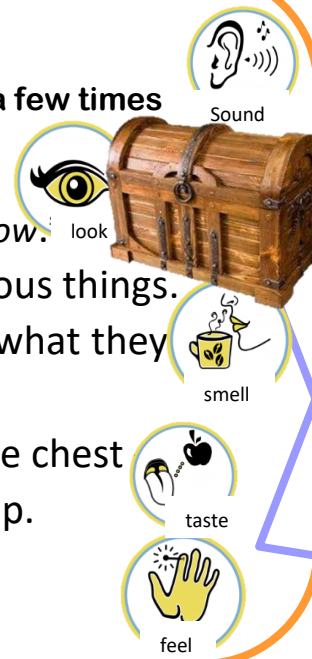 a few times
Sound
ow.
look
ous things.
what they
smell
e chest
p.
taste
feel